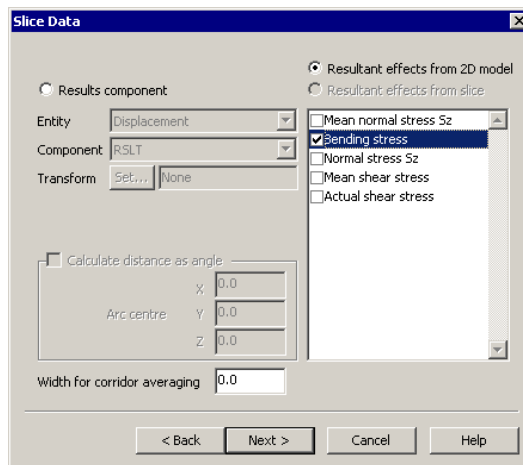 Slice Data
Results component
Resultant effects from 2D model
Resultant effects from slice
Entity
Displacement
Component
RSLT
Transform
Set...
None
Mean normal stress Sz
Bending stress
Normal stress Sz
Mean shear stress
Actual shear stress
Calculate distance as angle
X
0.0
Arc centre
Y
0.0
Z
0.0
Width for corridor averaging
0.0
< Back
Next >
Cancel
Help